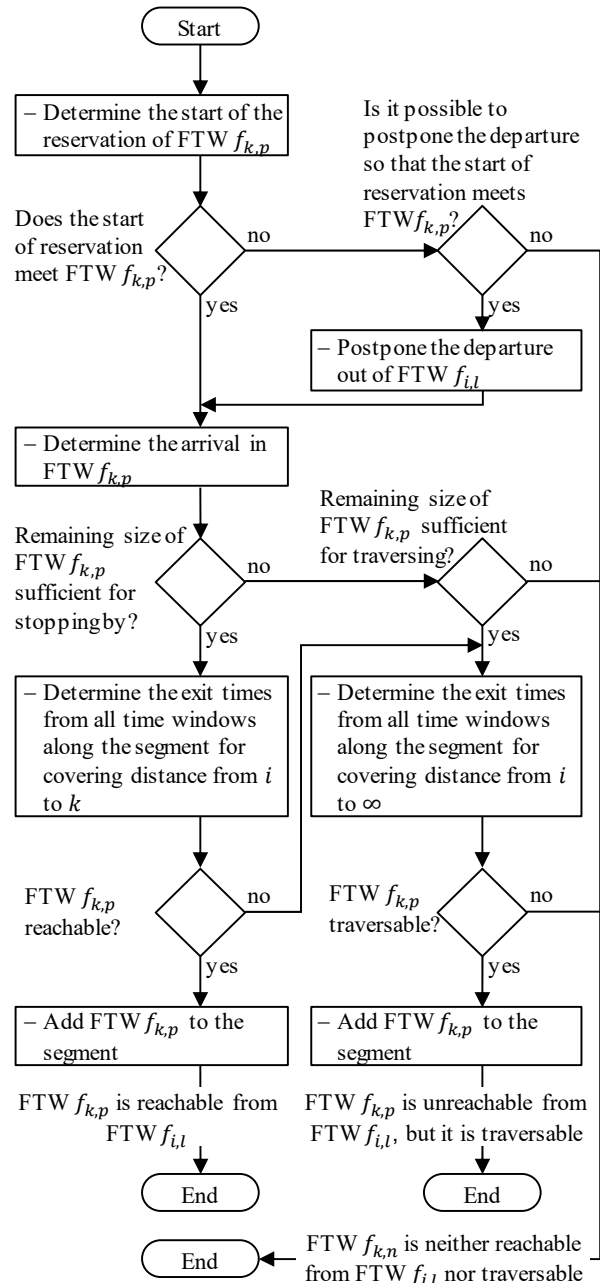 Start
– Determine the start of the
reservation of FTW f_{k,p}
Is it possible to
postpone the departure
so that the start of
reservation meets
FTW f_{k,p}?
Does the start
of reservation
meet FTW f_{k,p}?
no
no
yes
yes
– Postpone the departure
out of FTW f_{i,l}
– Determine the arrival in
FTW f_{k,p}
Remaining size of
FTW f_{k,p}
sufficient for
stopping by?
Remaining size of
FTW f_{k,p} sufficient
for traversing?
no
no
yes
yes
– Determine the exit times
from all time windows
along the segment for
covering distance from i
to k
– Determine the exit times
from all time windows
along the segment for
covering distance from i
to ∞
FTW f_{k,p}
reachable?
no
FTW f_{k,p}
traversable?
no
yes
yes
– Add FTW f_{k,p} to the
segment
– Add FTW f_{k,p} to the
segment
FTW f_{k,p} is reachable from
FTW f_{i,l}
FTW f_{k,p} is unreachable from
FTW f_{i,l}, but it is traversable
End
End
End
FTW f_{k,n} is neither reachable
from FTW f_{i,l} nor traversable